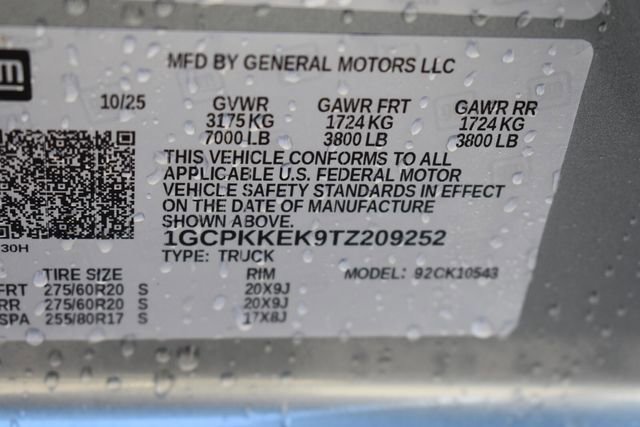 m
MFD BY GENERAL MOTORS LLC
10/25 GVWR GAWR FRT GAWR RR
3175 KG 1724 KG 1724 KG
7000 LB 3800 LB 3800 LB
THIS VEHICLE CONFORMS TO ALL
APPLICABLE U.S. FEDERAL MOTOR
VEHICLE SAFETY STANDARDS IN EFFECT
ON THE DATE OF MANUFACTURE
SHOWN ABOVE.
1GCPKKEK9TZ209252
30H
TYPE: TRUCK
TIRE SIZE RIM MODEL: 92CK10543
FRT 275/60R20 S 20X9J
RR 275/60R20 S 20X9J
SPA 255/80R17 S 17X8J